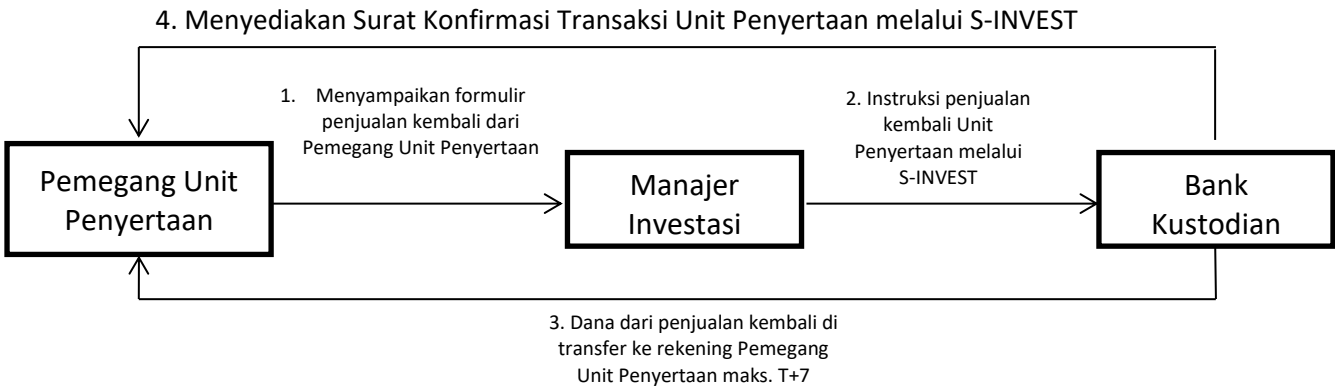 4. Menyediakan Surat Konfirmasi Transaksi Unit Penyertaan melalui S-INVEST
1. Menyampaikan formulir
penjualan kembali dari
Pemegang Unit Penyertaan
2. Instruksi penjualan
kembali Unit
Penyertaan melalui
S-INVEST
Pemegang Unit
Penyertaan
Manajer
Investasi
Bank
Kustodian
3. Dana dari penjualan kembali di
transfer ke rekening Pemegang
Unit Penyertaan maks. T+7